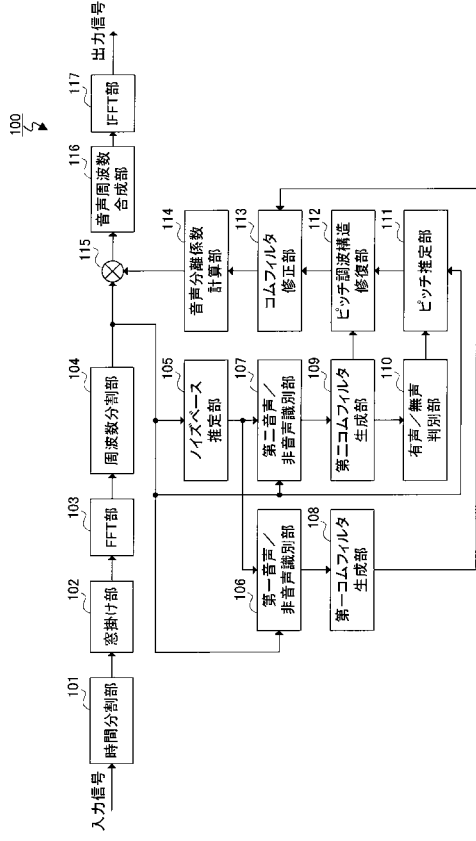 100
入力信号
101
時間分割部
102
窓掛け部
103
FFT部
104
周波数分割部
115
116
音声周波数
合成部
117
IFFT部
出力信号
105
ノイズベース
推定部
114
音声分離係数
計算部
106
第一音声/
非音声識別部
107
第二音声/
非音声識別部
113
コムフィルタ
修正部
108
第一コムフィルタ
生成部
109
第二コムフィルタ
生成部
112
ピッチ調波構造
修復部
110
有声/無声
判別部
111
ピッチ推定部